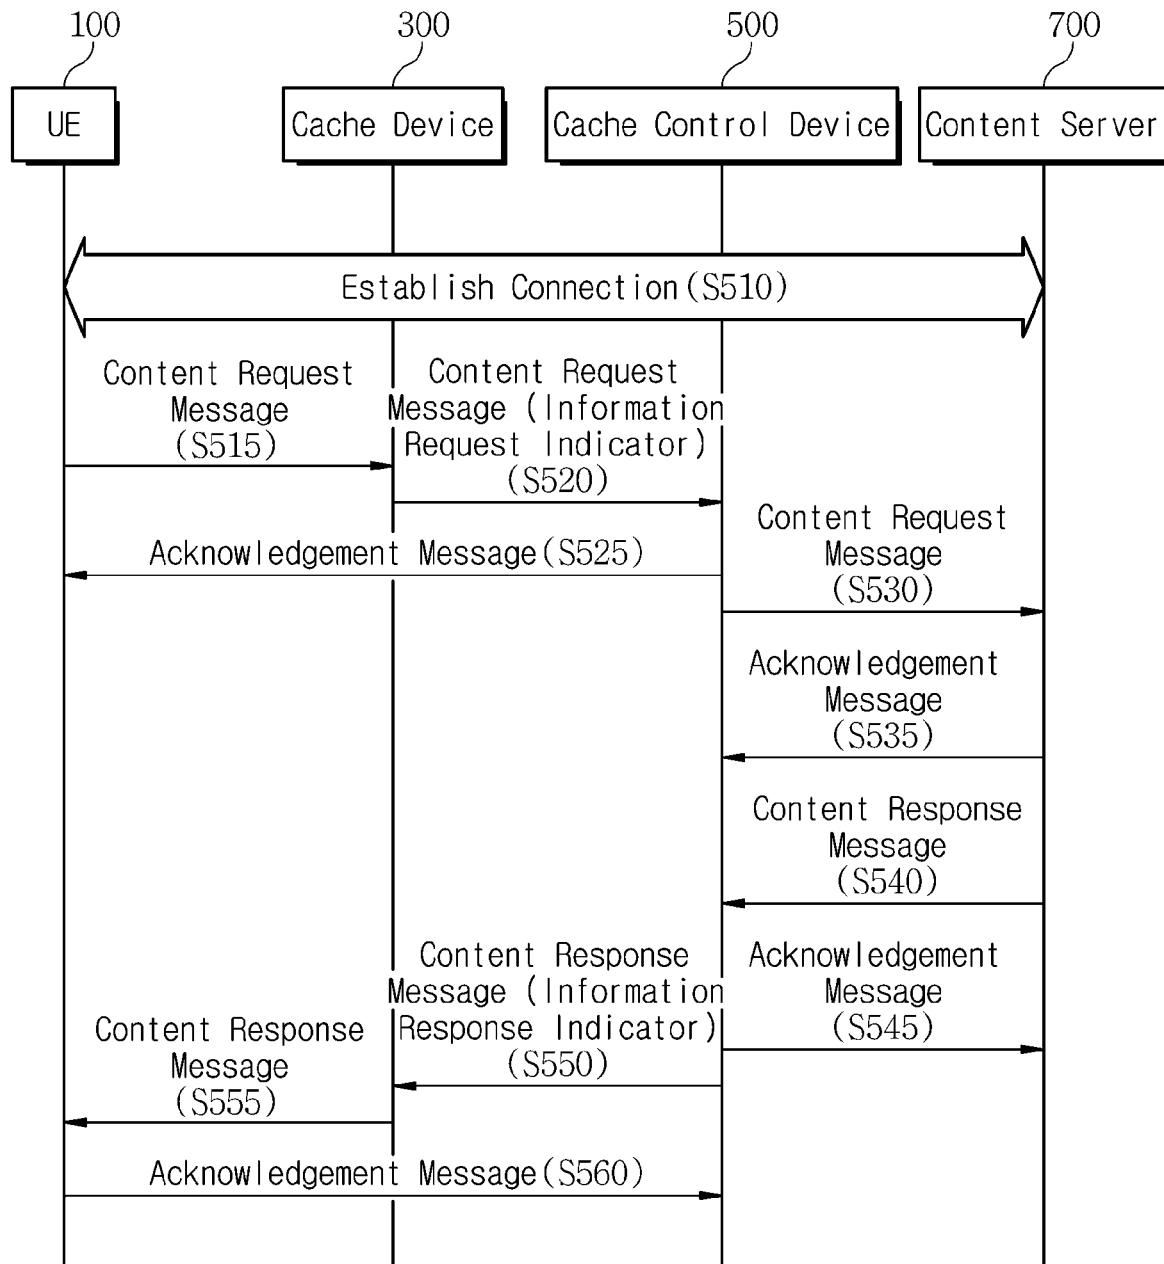 100
300
500
700
UE
Cache Device
Cache Control Device
Content Server
Establish Connection(S510)
Content Request
Message
(S515)
Content Request
Message (Information
Request Indicator)
(S520)
Acknowledgement Message(S525)
Content Request
Message
(S530)
Acknowledgement
Message
(S535)
Content Response
Message
(S540)
Acknowledgement
Message
(S545)
Content Response
Message (Information
Response Indicator)
(S550)
Content Response
Message
(S555)
Acknowledgement Message(S560)